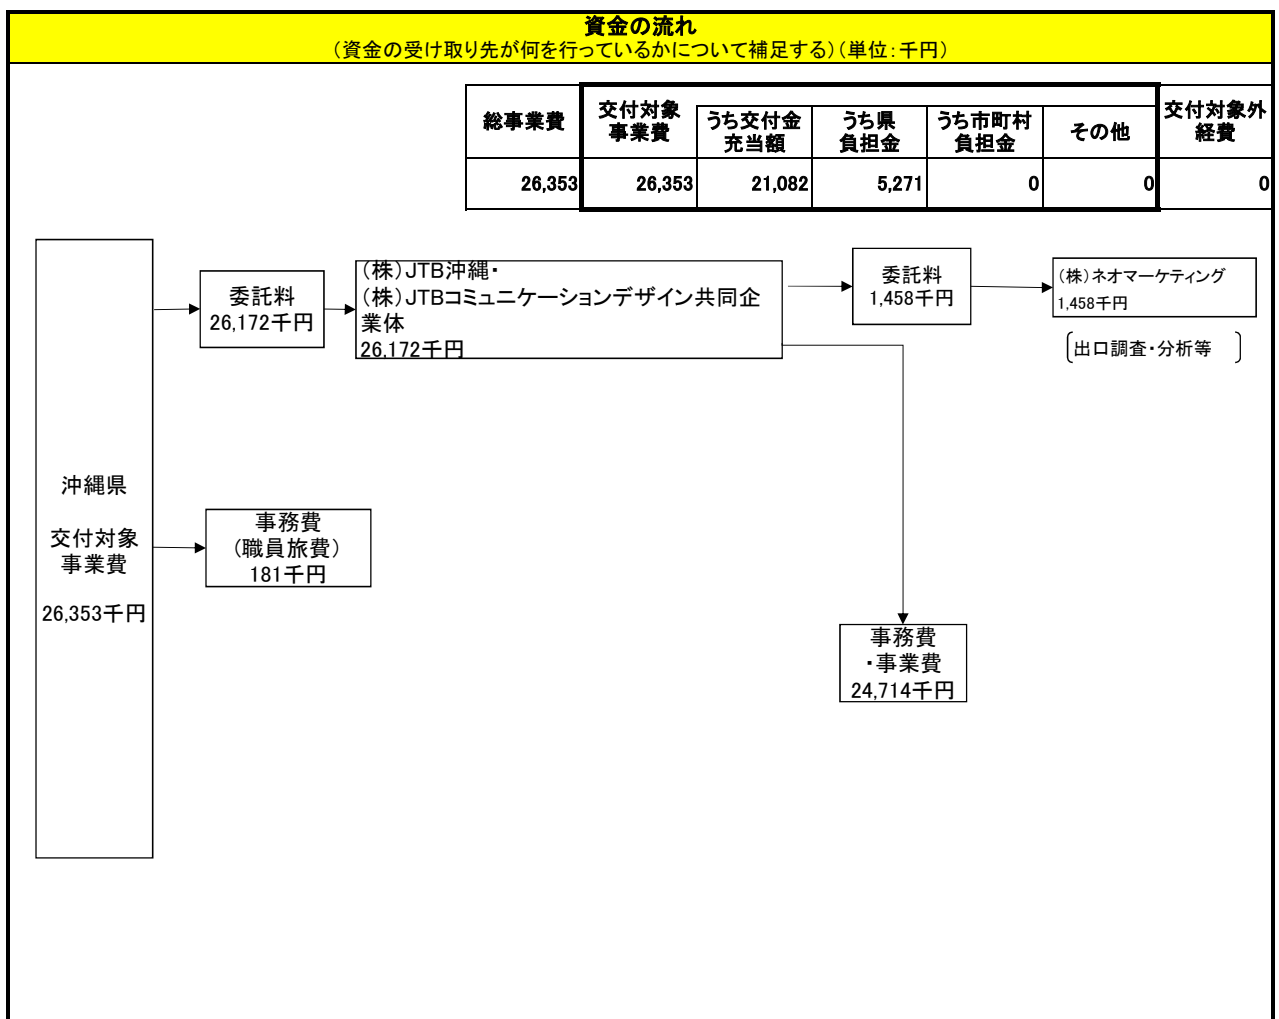 資金の流れ
(資金の受け取り先が何を行っているかについて補足する)(単位:千円)
総事業費
交付対象
事業費
うち交付金
充当額
うち県
負担金
うち市町村
負担金
その他
交付対象外
経費
26,353
26,353
21,082
5,271
0
0
0
沖縄県
交付対象
事業費
26,353千円
委託料
26,172千円
(株)JTB沖縄・
(株)JTBコミュニケーションデザイン共同企
業体
26,172千円
委託料
1,458千円
(株)ネオマーケティング
1,458千円
出口調査・分析等
事務費
(職員旅費)
181千円
事務費
・事業費
24,714千円